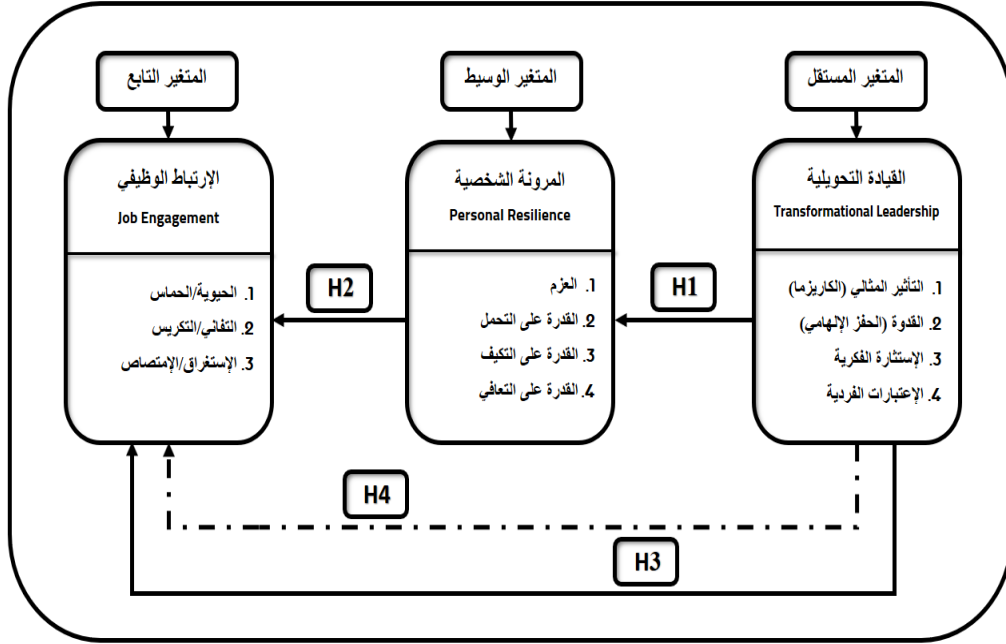 المتغير المستقل
المتغير الوسيط
المتغير التابع
القيادة التحويلية
Transformational Leadership
1. التأثير المثالي (الكاريزما)
2. القدوة (الحفز الإلهامي)
3. الإستثارة الفكرية
4. الإعتبارات الفردية
H1
المرونة الشخصية
Personal Resilience
1. العزم
2. القدرة على التحمل
3. القدرة على التكيف
4. القدرة على التعافي
H2
الإرتباط الوظيفي
Job Engagement
1. الحيوية/الحماس
2. التفاني/التكريس
3. الإستغراق/الإمتصاص
H4
H3